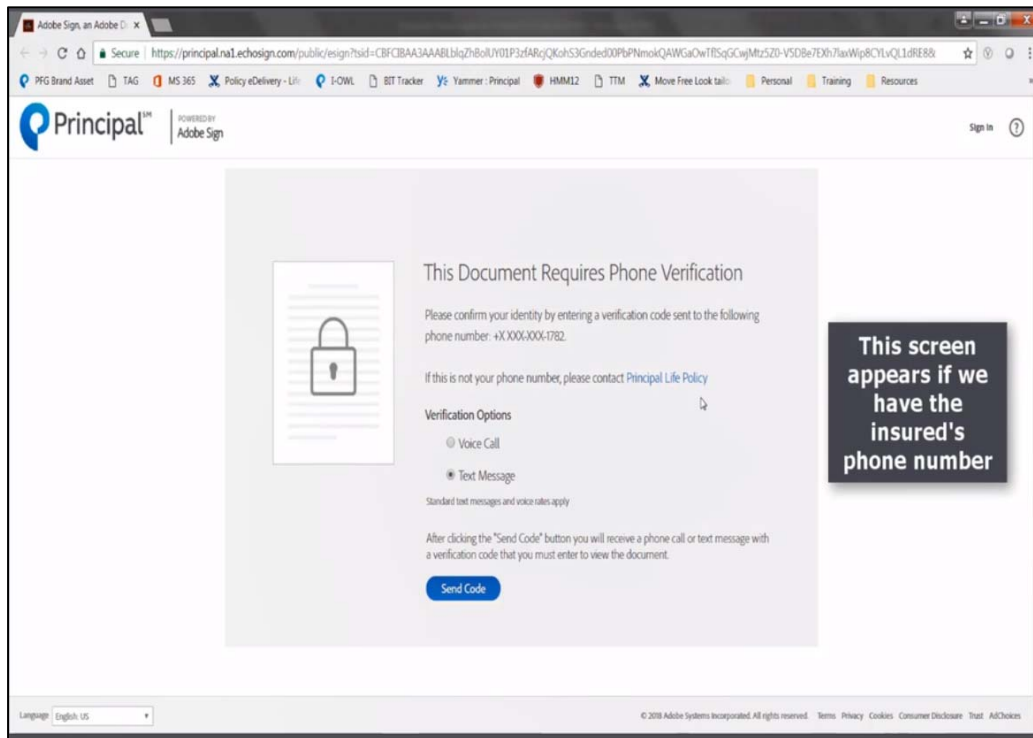 Adobe Sign, an Adobe D
Secure https://principal.na1.echosign.com/public/esign?tsid=
PFG Brand Asset TAG MS 365 Policy eDelivery - Life I-OWL BIT Tracker Yammer : Principal HMM12 TTM Move Free Look tailo Personal Training Resources
Principal℠ POWERED BY
Adobe Sign
Sign In
This Document Requires Phone Verification
Please confirm your identity by entering a verification code sent to the following
phone number: +X XXX-XXX-1782.
If this is not your phone number, please contact Principal Life Policy
Verification Options
Voice Call
Text Message
Standard text messages and voice rates apply
After clicking the "Send Code" button you will receive a phone call or text message with
a verification code that you must enter to view the document.
Send Code
This screen
appears if we
have the
insured's
phone number
Language English: US
© 2018 Adobe Systems Incorporated. All rights reserved. Terms Privacy Cookies Consumer Disclosure Trust AdChoices